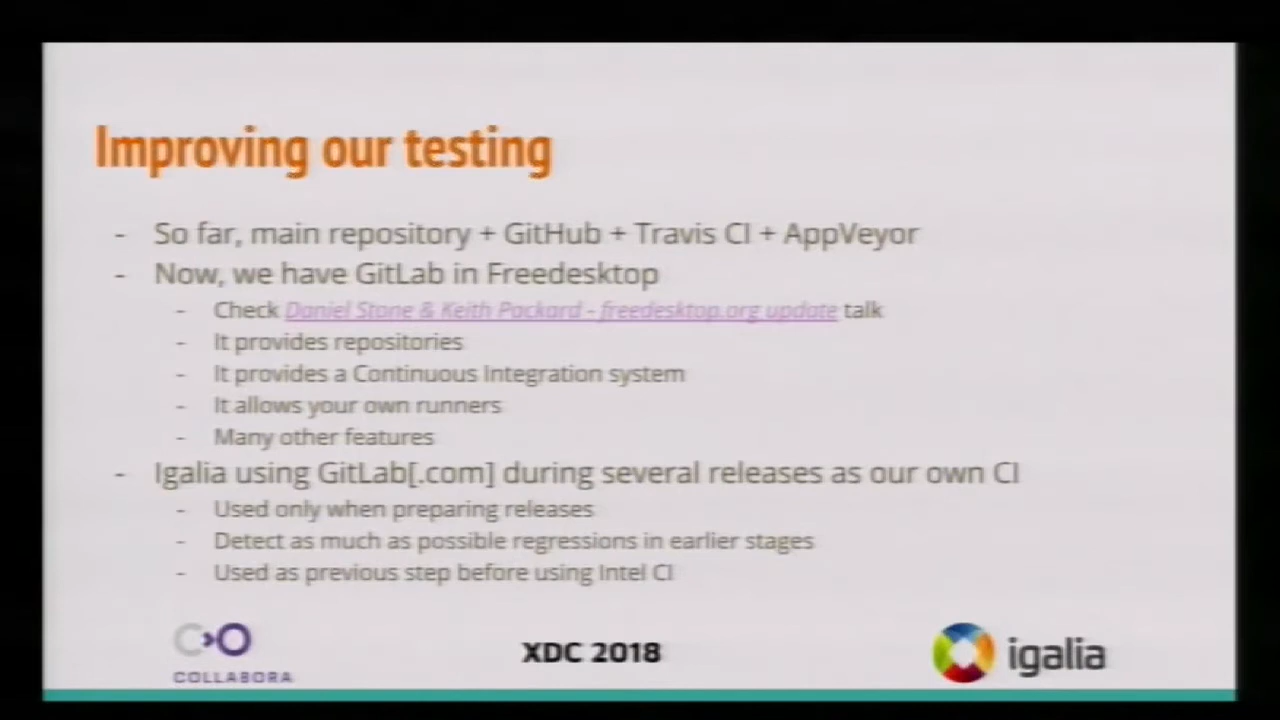 Improving our testing
- So far, main repository + GitHub + Travis CI + AppVeyor
- Now, we have GitLab in Freedesktop
- Check Daniel Stone & Keith Packard - freedesktop.org update talk
- It provides repositories
- It provides a Continuous Integration system
- It allows your own runners
- Many other features
- Igalia using GitLab[.com] during several releases as our own CI
- Used only when preparing releases
- Detect as much as possible regressions in earlier stages
- Used as previous step before using Intel CI
COLLABORA
XDC 2018
igalia